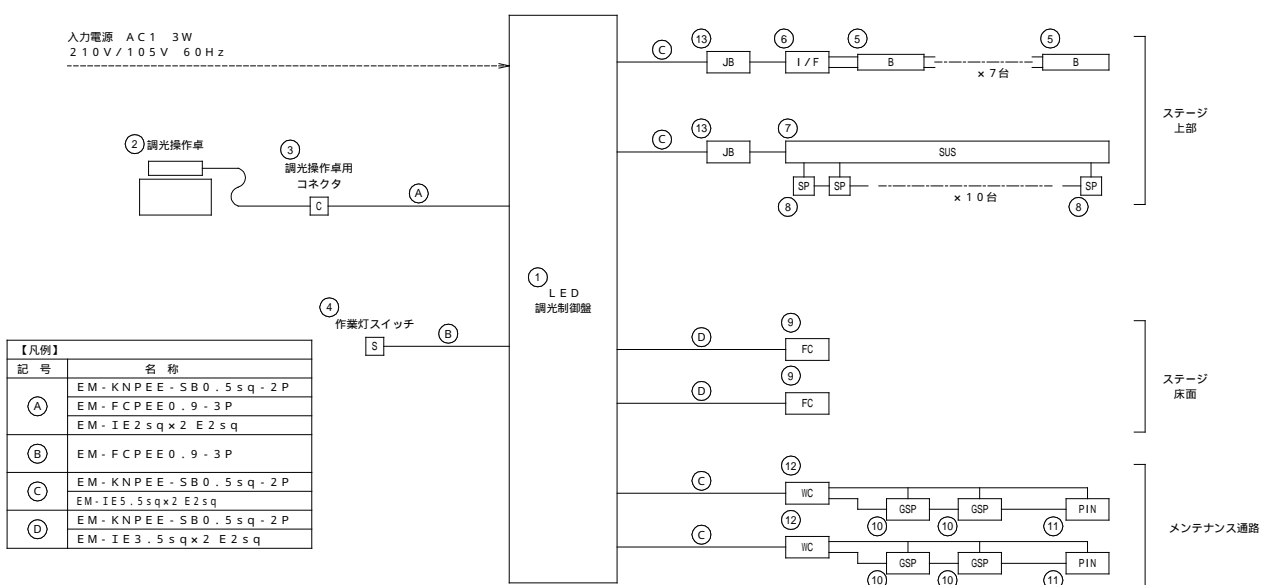 入力電源 AC1 3W
210V/105V 60Hz
② 調光操作卓
③
調光操作卓用
コネクタ
C
A
④
作業灯スイッチ
S
B
①
LED
調光制御盤
C
⑬
JB
⑥
I/F
⑤
B
×7台
⑤
B
ステージ
上部
C
⑬
JB
⑦
SUS
SP
SP
×10台
SP
⑧
⑧
D
⑨
FC
D
⑨
FC
ステージ
床面
C
⑫
WC
GSP
GSP
PIN
⑩
⑩
⑪
メンテナンス通路
C
⑫
WC
GSP
GSP
PIN
⑩
⑩
⑪
【凡例】
記 号 名 称
A
EM-KNPEE-SB0.5sq-2P
EM-FCPEE0.9-3P
EM-IE2sq×2 E2sq
B
EM-FCPEE0.9-3P
C
EM-KNPEE-SB0.5sq-2P
EM-IE5.5sq×2 E2sq
D
EM-KNPEE-SB0.5sq-2P
EM-IE3.5sq×2 E2sq